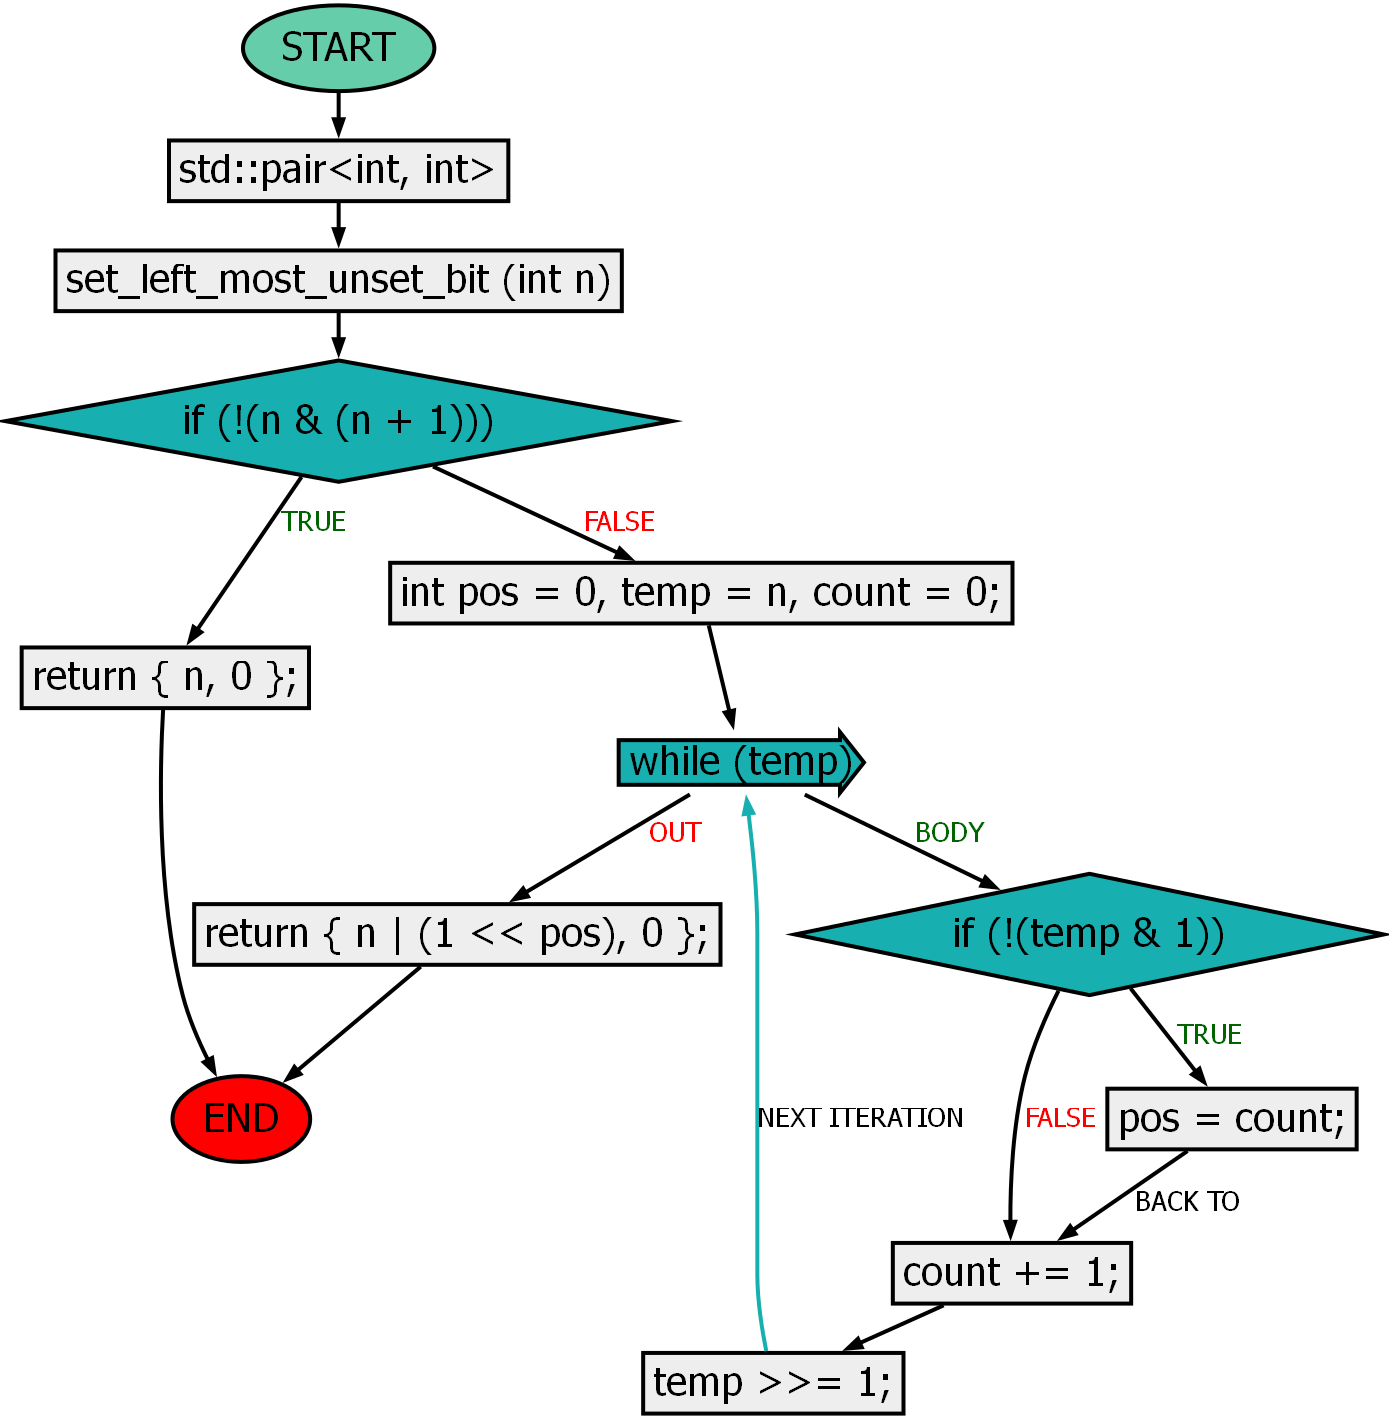 START
std::pair<int, int>
set_left_most_unset_bit (int n)
if (!(n & (n + 1)))
TRUE
FALSE
int pos = 0, temp = n, count = 0;
return { n, 0 };
while (temp)
OUT
BODY
return { n | (1 << pos), 0 };
if (!(temp & 1))
TRUE
END
NEXT ITERATION
FALSE
pos = count;
BACK TO
count += 1;
temp >>= 1;